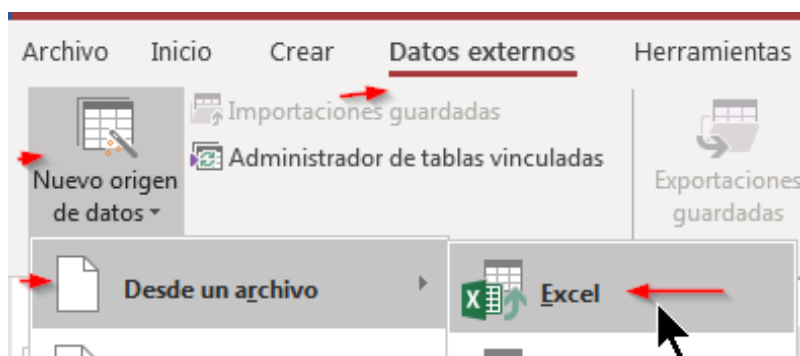 Archivo Inicio Crear Datos externos Herramientas
Importaciones guardadas
Administrador de tablas vinculadas
Nuevo origen
de datos
Exportaciones
guardadas
Desde un archivo
Excel